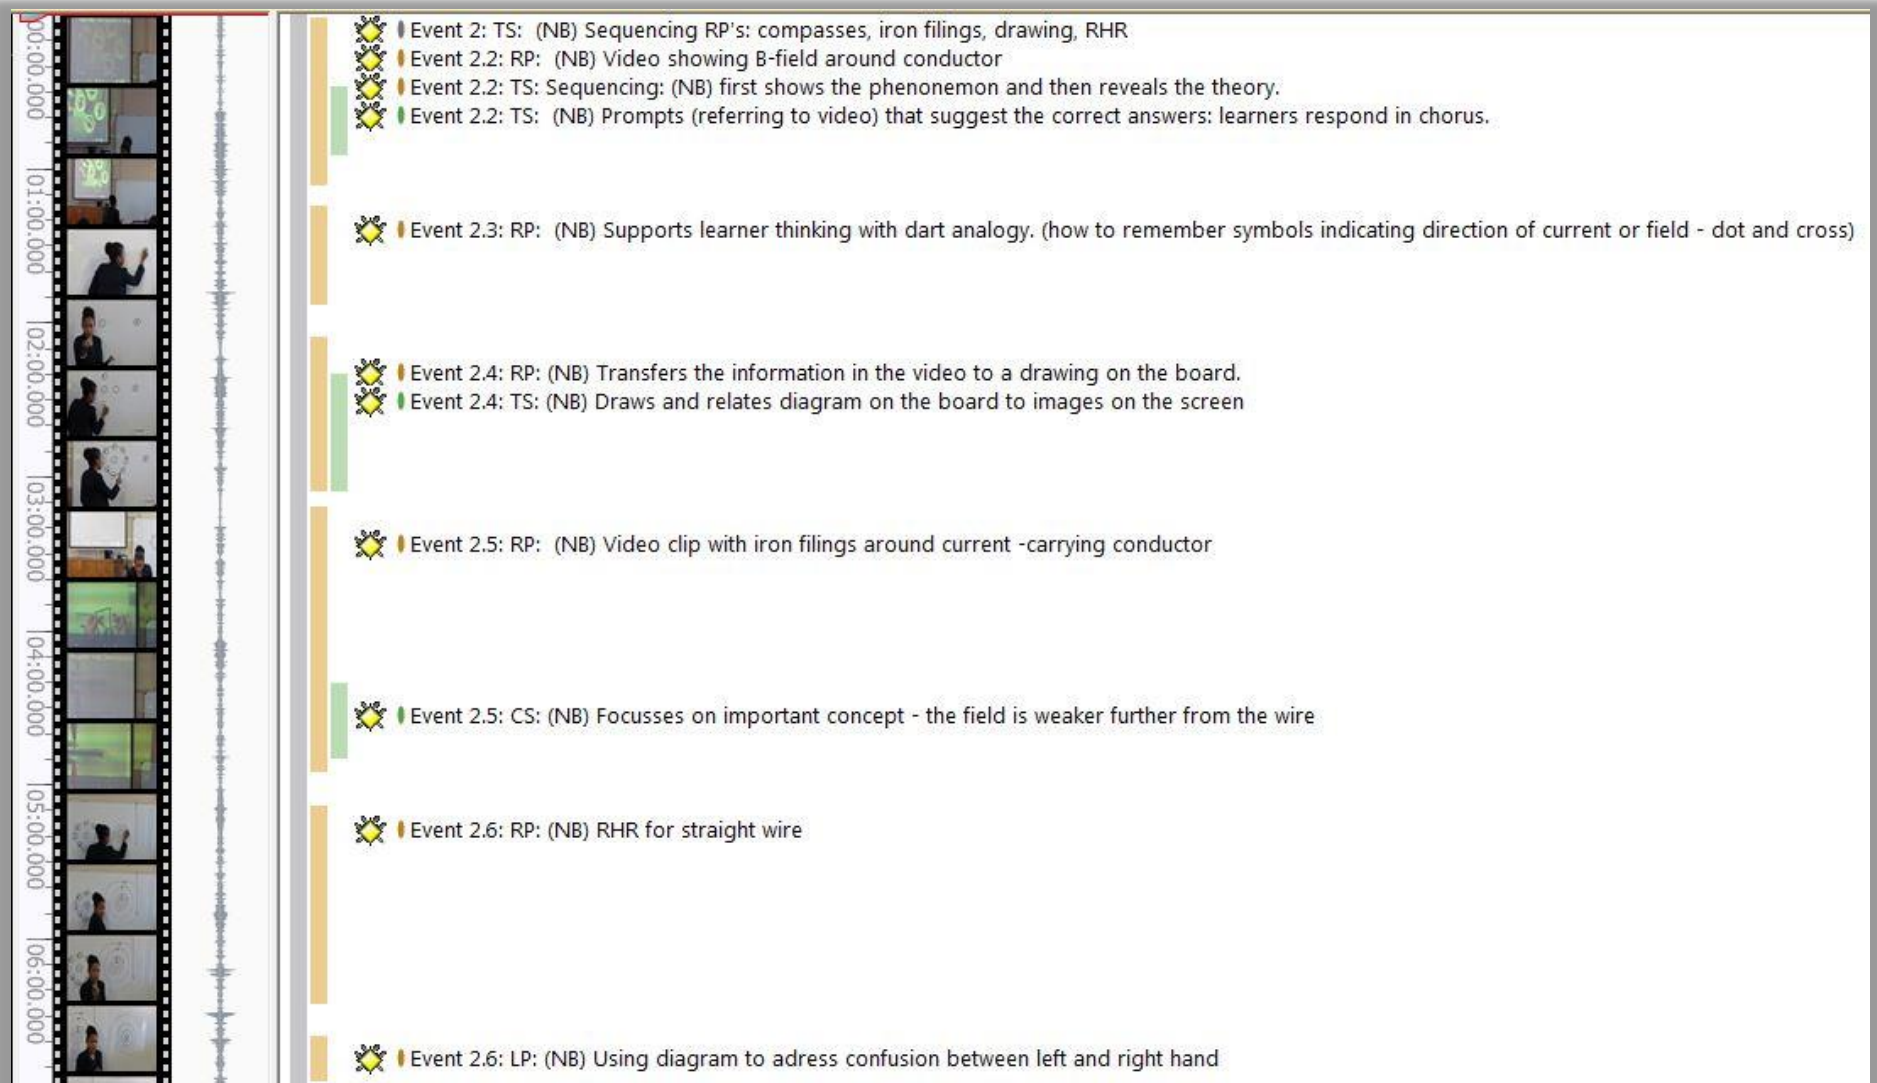 00:00.000
Event 2: TS: (NB) Sequencing RP's: compasses, iron filings, drawing, RHR
Event 2.2: RP: (NB) Video showing B-field around conductor
Event 2.2: TS: Sequencing: (NB) first shows the phenonemon and then reveals the theory.
Event 2.2: TS: (NB) Prompts (referring to video) that suggest the correct answers: learners respond in chorus.
01:00.000
Event 2.3: RP: (NB) Supports learner thinking with dart analogy. (how to remember symbols indicating direction of current or field - dot and cross)
02:00.000
Event 2.4: RP: (NB) Transfers the information in the video to a drawing on the board.
Event 2.4: TS: (NB) Draws and relates diagram on the board to images on the screen
03:00.000
Event 2.5: RP: (NB) Video clip with iron filings around current -carrying conductor
04:00.000
Event 2.5: CS: (NB) Focusses on important concept - the field is weaker further from the wire
05:00.000
Event 2.6: RP: (NB) RHR for straight wire
06:00.000
Event 2.6: LP: (NB) Using diagram to adress confusion between left and right hand